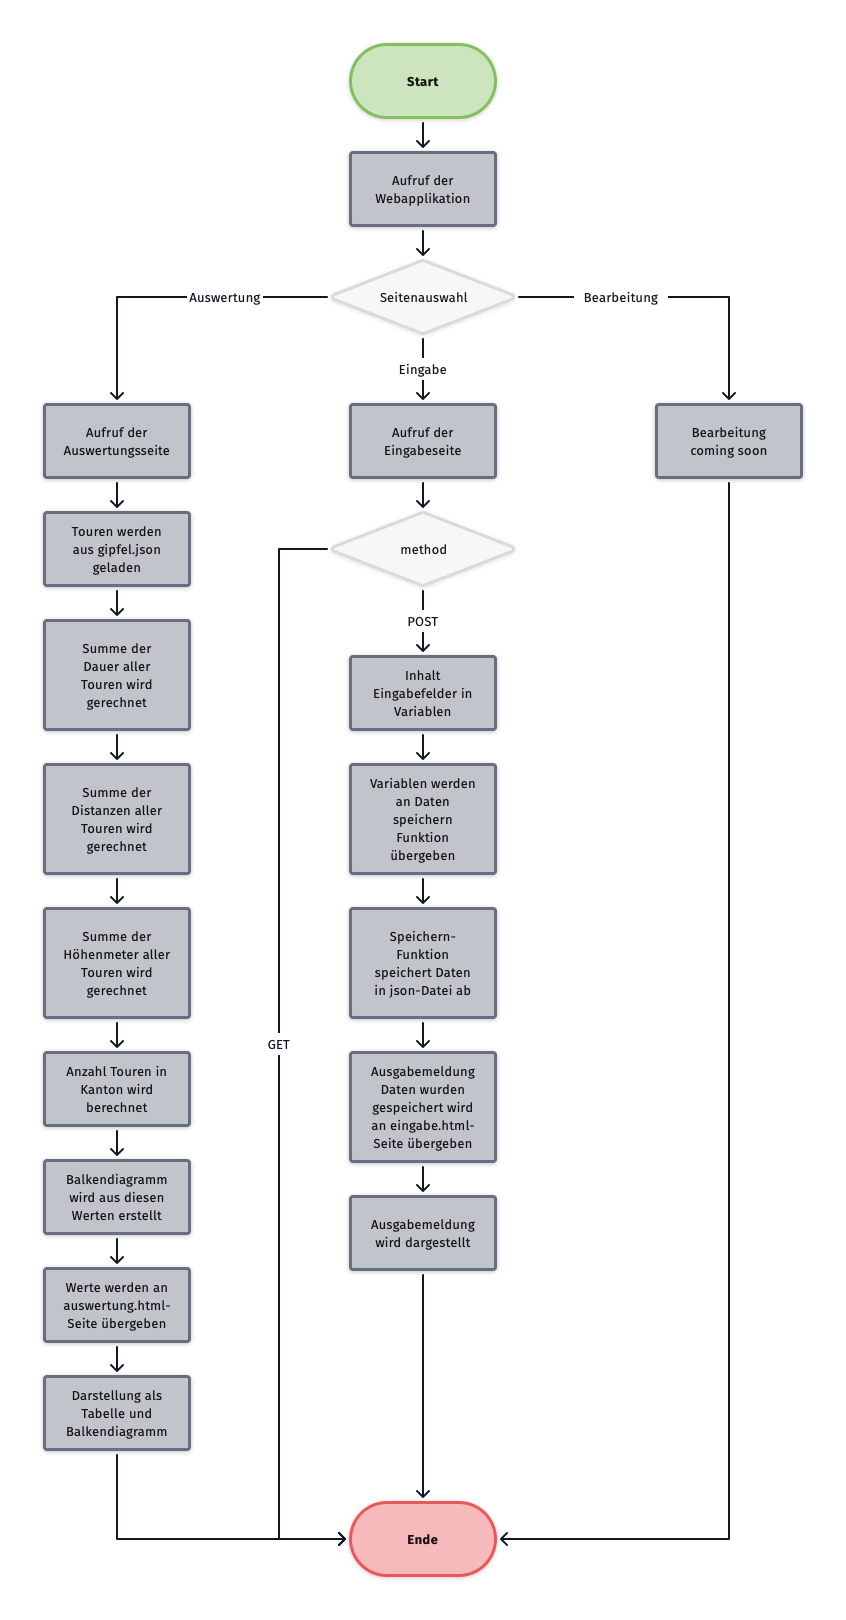 Start
Aufruf der
Webapplikation
Seitenauswahl
Auswertung
Eingabe
Bearbeitung
Aufruf der
Auswertungsseite
Touren werden
aus gipfel.json
geladen
Summe der
Dauer aller
Touren wird
gerechnet
Summe der
Distanzen aller
Touren wird
gerechnet
Summe der
Höhenmeter aller
Touren wird
gerechnet
Anzahl Touren in
Kanton wird
berechnet
Balkendiagramm
wird aus diesen
Werten erstellt
Werte werden an
auswertung.html-
Seite übergeben
Darstellung als
Tabelle und
Balkendiagramm
Aufruf der
Eingabeseite
method
GET
POST
Inhalt
Eingabefelder in
Variablen
Variablen werden
an Daten
speichern
Funktion
übergeben
Speichern-
Funktion
speichert Daten
in json-Datei ab
Ausgabemeldung
Daten wurden
gespeichert wird
an eingabe.html-
Seite übergeben
Ausgabemeldung
wird dargestellt
Bearbeitung
coming soon
Ende